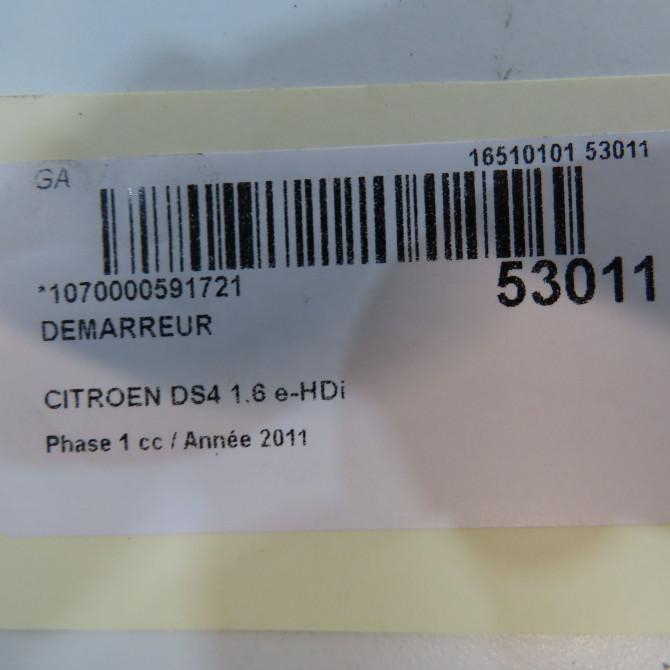 GA
16510101 53011
*1070000591721
53011
DEMARREUR
CITROEN DS4 1.6 e-HDi
Phase 1 cc / Année 2011